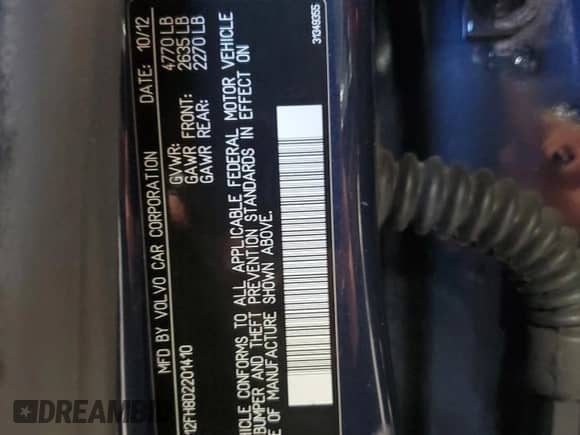 MFD BY VOLVO CAR CORPORATION DATE: 10/12
GVWR: 4770 LB
GAWR FRONT: 2635 LB
GAWR REAR: 2270 LB
VEHICLE CONFORMS TO ALL APPLICABLE FEDERAL MOTOR VEHICLE
BUMPER AND THEFT PREVENTION STANDARDS IN EFFECT ON
E OF MANUFACTURE SHOWN ABOVE.
12FH8D2201410
31349355
DREAMBID